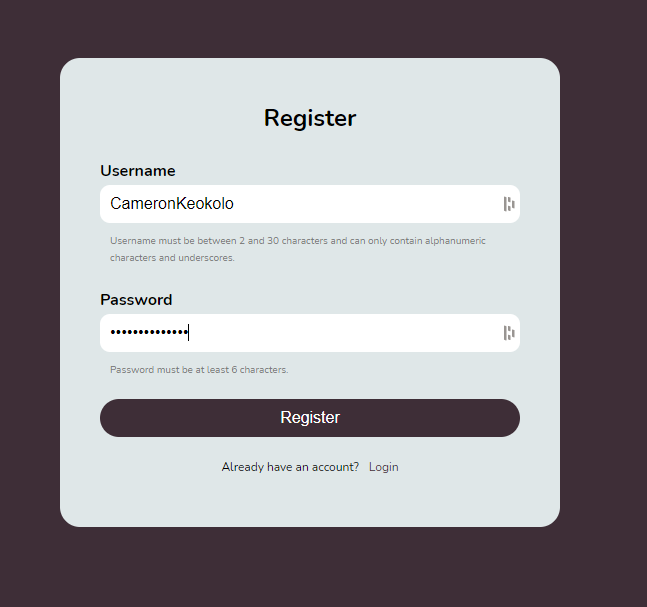 Register
Username
CameronKeokolo
Username must be between 2 and 30 characters and can only contain alphanumeric
characters and underscores.
Password
••••••••••••••
Password must be at least 6 characters.
Register
Already have an account? Login